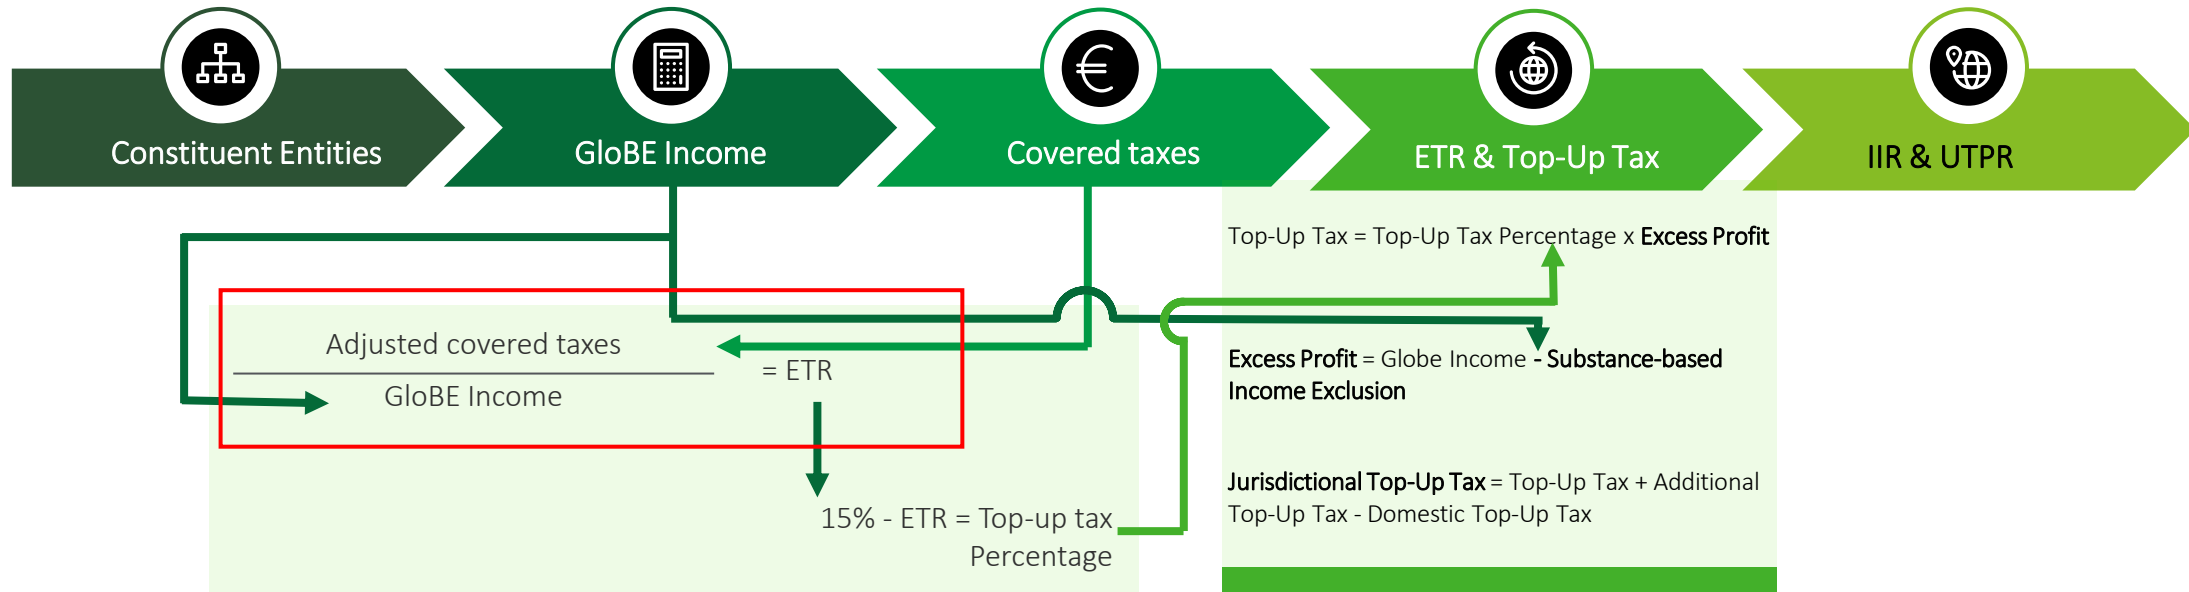 Constituent Entities
GloBE Income
Covered taxes
ETR & Top-Up Tax
IIR & UTPR
Adjusted covered taxes
GloBE Income
= ETR
15% - ETR = Top-up tax
Percentage
Top-Up Tax = Top-Up Tax Percentage x Excess Profit
Excess Profit = Globe Income - Substance-based
Income Exclusion
Jurisdictional Top-Up Tax = Top-Up Tax + Additional
Top-Up Tax - Domestic Top-Up Tax